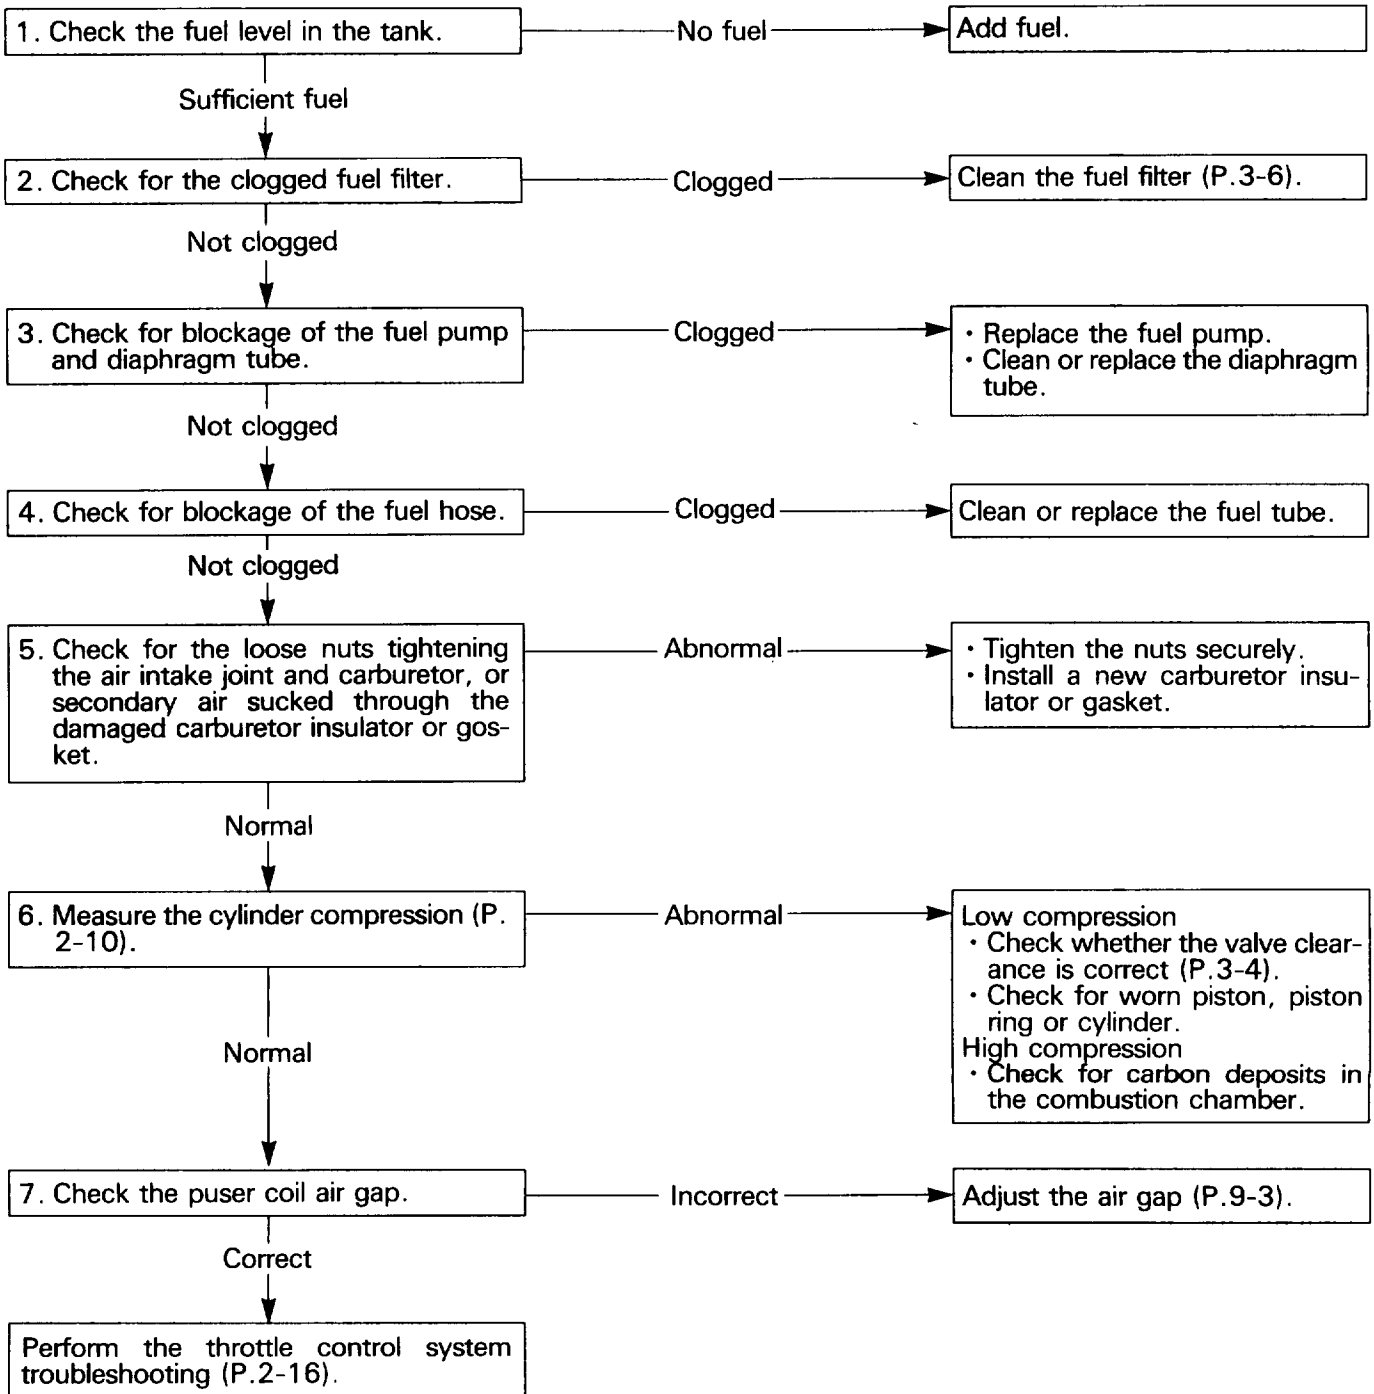 1. Check the fuel level in the tank.
No fuel
Add fuel.
Sufficient fuel
2. Check for the clogged fuel filter.
Clogged
Clean the fuel filter (P.3-6).
Not clogged
3. Check for blockage of the fuel pump
and diaphragm tube.
Clogged
· Replace the fuel pump.
· Clean or replace the diaphragm
tube.
Not clogged
4. Check for blockage of the fuel hose.
Clogged
Clean or replace the fuel tube.
Not clogged
5. Check for the loose nuts tightening
the air intake joint and carburetor, or
secondary air sucked through the
damaged carburetor insulator or gos-
ket.
Abnormal
· Tighten the nuts securely.
· Install a new carburetor insu-
lator or gasket.
Normal
6. Measure the cylinder compression (P.
2-10).
Abnormal
Low compression
· Check whether the valve clear-
ance is correct (P.3-4).
· Check for worn piston, piston
ring or cylinder.
High compression
· Check for carbon deposits in
the combustion chamber.
Normal
7. Check the puser coil air gap.
Incorrect
Adjust the air gap (P.9-3).
Correct
Perform the throttle control system
troubleshooting (P.2-16).